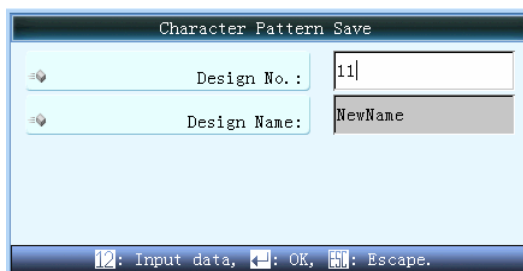 Character Pattern Save
Design No.: 11
Design Name: NewName
12: Input data, ↵: OK, ESC: Escape.